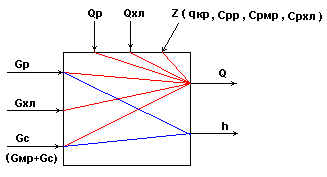 Qр Qхл Z ( qкр , Cрр , Cрмр , Cрхл )
Gр
Q
Gхл
h
Gс
(Gмр+Gс)